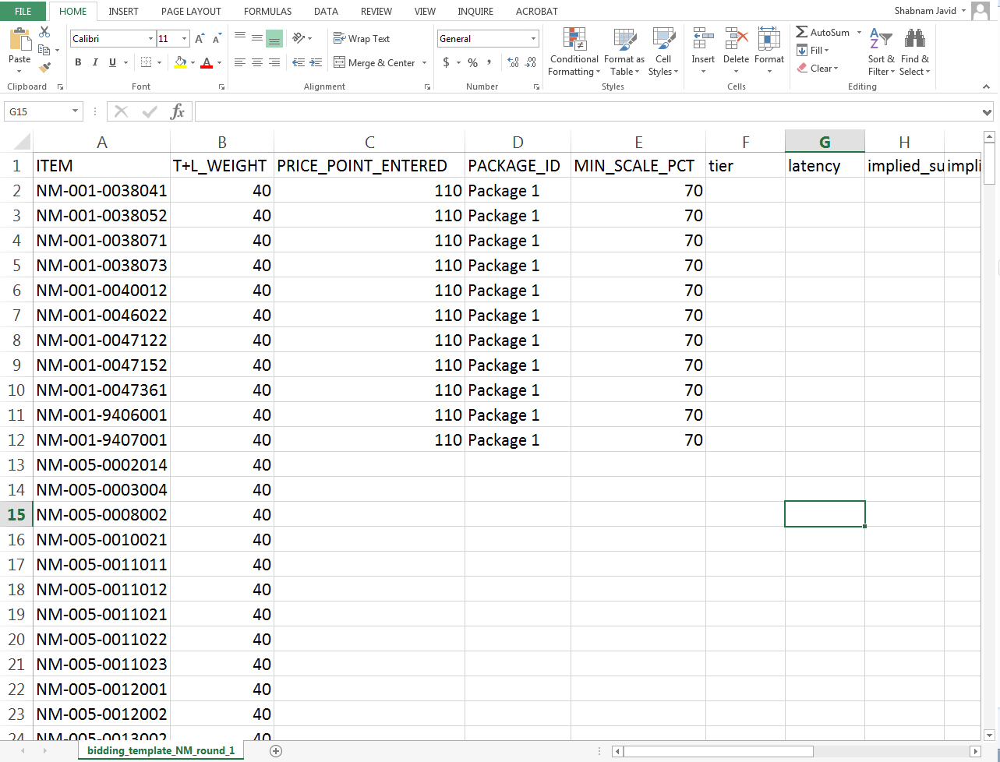 FILE HOME INSERT PAGE LAYOUT FORMULAS DATA REVIEW VIEW INQUIRE ACROBAT Shabnam Javid
Calibri 11 Wrap Text General AutoSum
Paste Conditional Format as Cell Insert Delete Format Fill Sort & Find &
B I U A Merge & Center $ % , Formatting Table Styles Clear Filter Select
Clipboard Font Alignment Number Styles Cells Editing
G15 fx
A B C D E F G H
1 ITEM T+L_WEIGHT PRICE_POINT_ENTERED PACKAGE_ID MIN_SCALE_PCT tier latency implied_su impli
2 NM-001-0038041 40 110 Package 1 70
3 NM-001-0038052 40 110 Package 1 70
4 NM-001-0038071 40 110 Package 1 70
5 NM-001-0038073 40 110 Package 1 70
6 NM-001-0040012 40 110 Package 1 70
7 NM-001-0046022 40 110 Package 1 70
8 NM-001-0047122 40 110 Package 1 70
9 NM-001-0047152 40 110 Package 1 70
10 NM-001-0047361 40 110 Package 1 70
11 NM-001-9406001 40 110 Package 1 70
12 NM-001-9407001 40 110 Package 1 70
13 NM-005-0002014 40
14 NM-005-0003004 40
15 NM-005-0008002 40
16 NM-005-0010021 40
17 NM-005-0011011 40
18 NM-005-0011012 40
19 NM-005-0011021 40
20 NM-005-0011022 40
21 NM-005-0011023 40
22 NM-005-0012001 40
23 NM-005-0012002 40
24 NM-005-0013002 40
bidding_template_NM_round_1